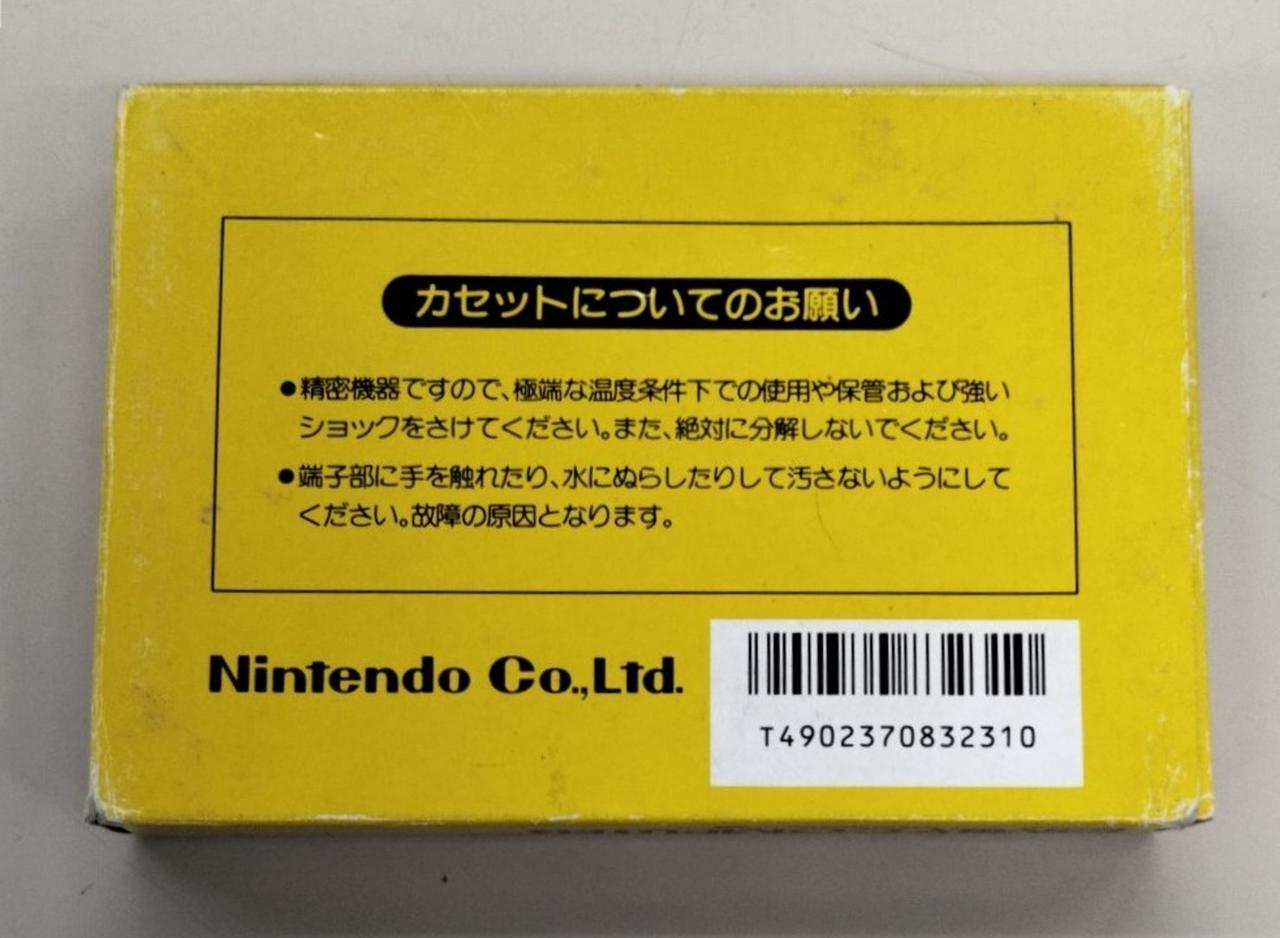 カセットについてのお願い
●精密機器ですので、極端な温度条件下での使用や保管および強い
ショックをさけてください。また、絶対に分解しないでください。
●端子部に手を触れたり、水にぬらしたりして汚さないようにして
ください。故障の原因となります。
Nintendo Co.,Ltd.
T4902370832310